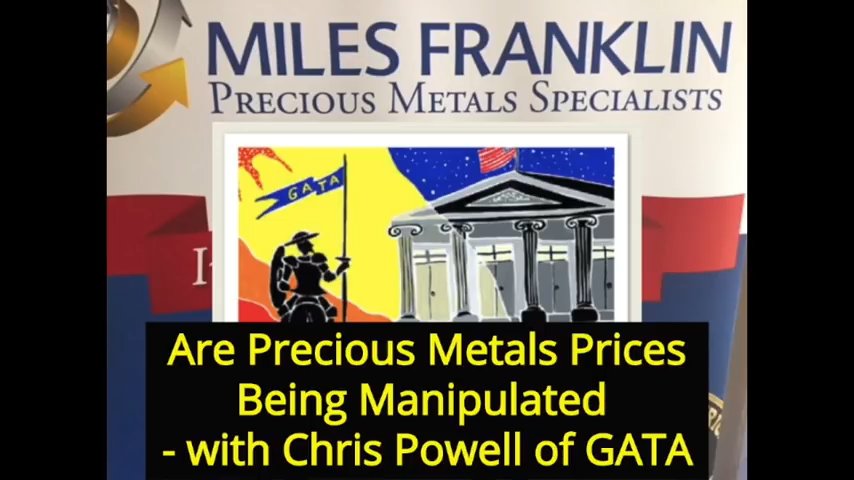 MILES FRANKLIN
PRECIOUS METALS SPECIALISTS
GATA
Are Precious Metals Prices
Being Manipulated
- with Chris Powell of GATA